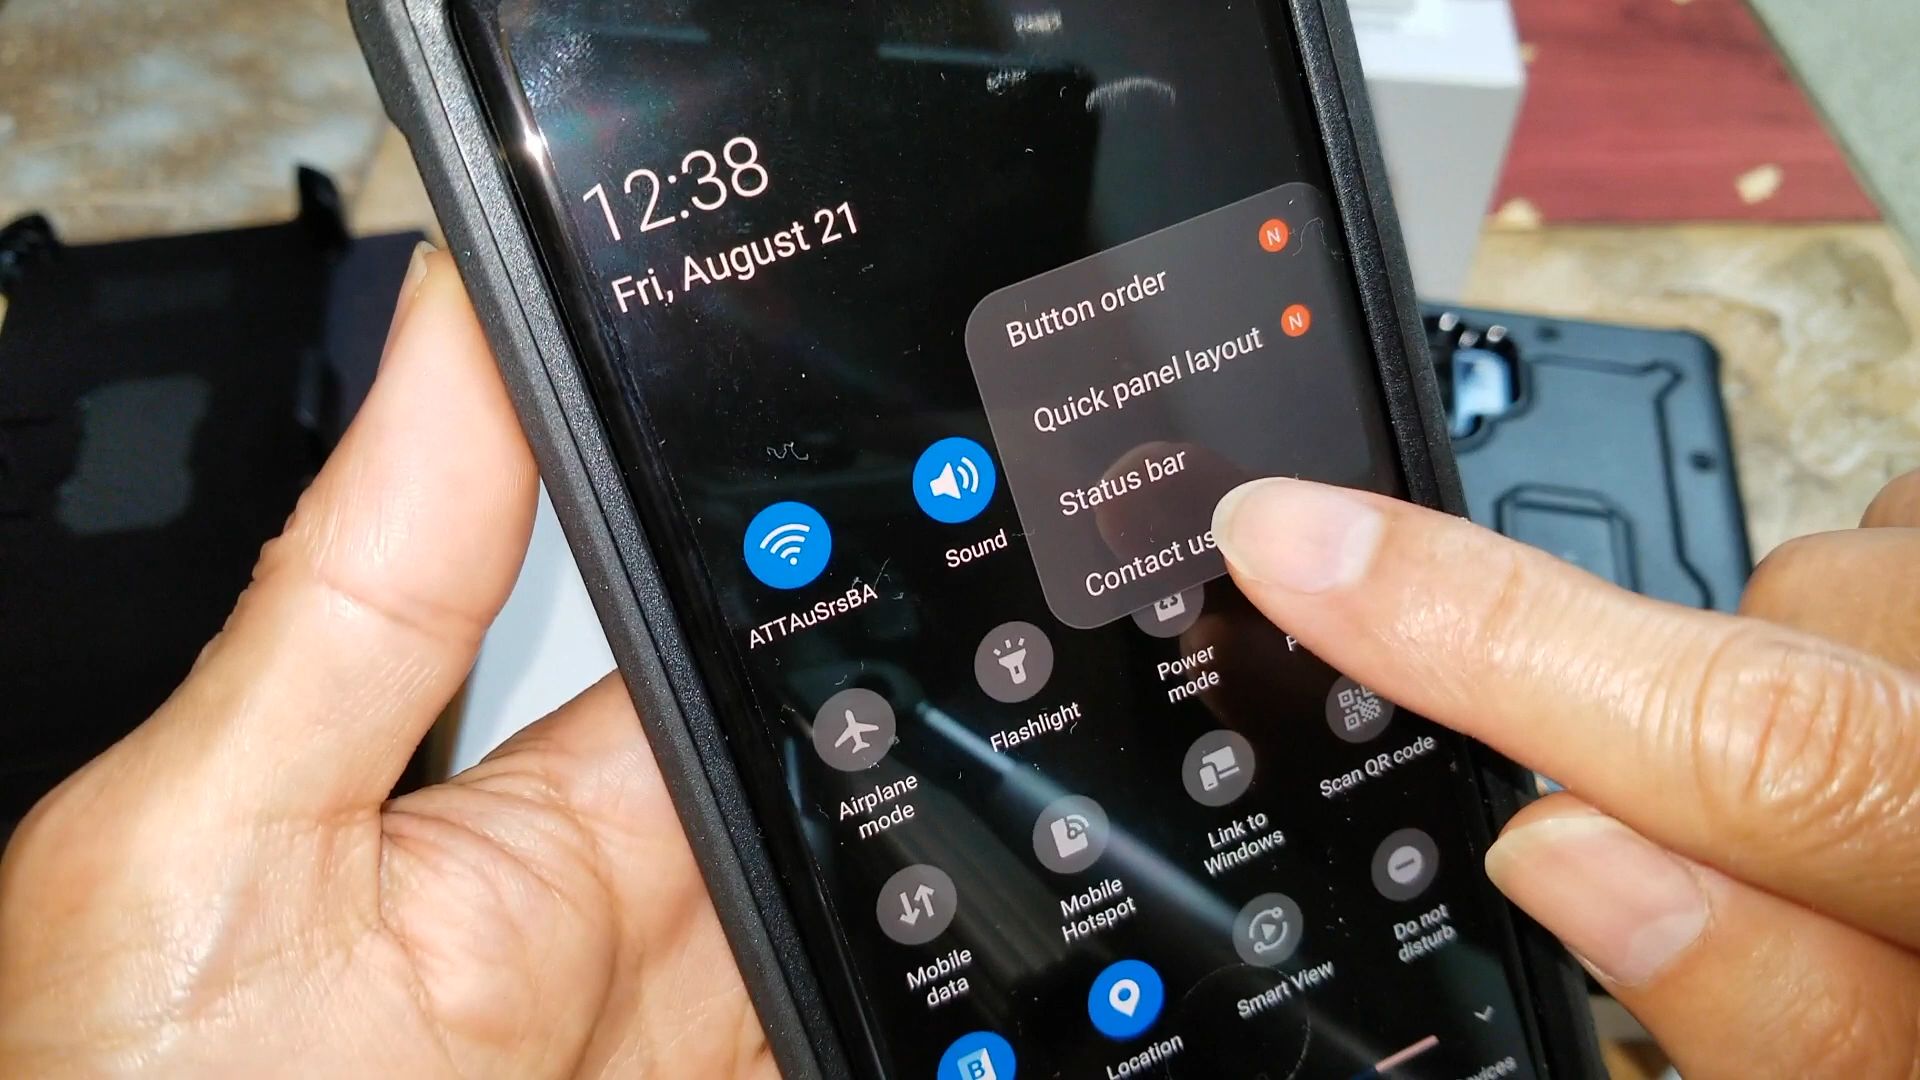 12:38
Fri, August 21
Button order
N
Quick panel layout
N
Status bar
Contact us
ATTAuSrsBA
Sound
Power
mode
Airplane
mode
Flashlight
Link to
Windows
Scan QR code
Mobile
data
Mobile
Hotspot
Smart View
Do not
disturb
B
Location